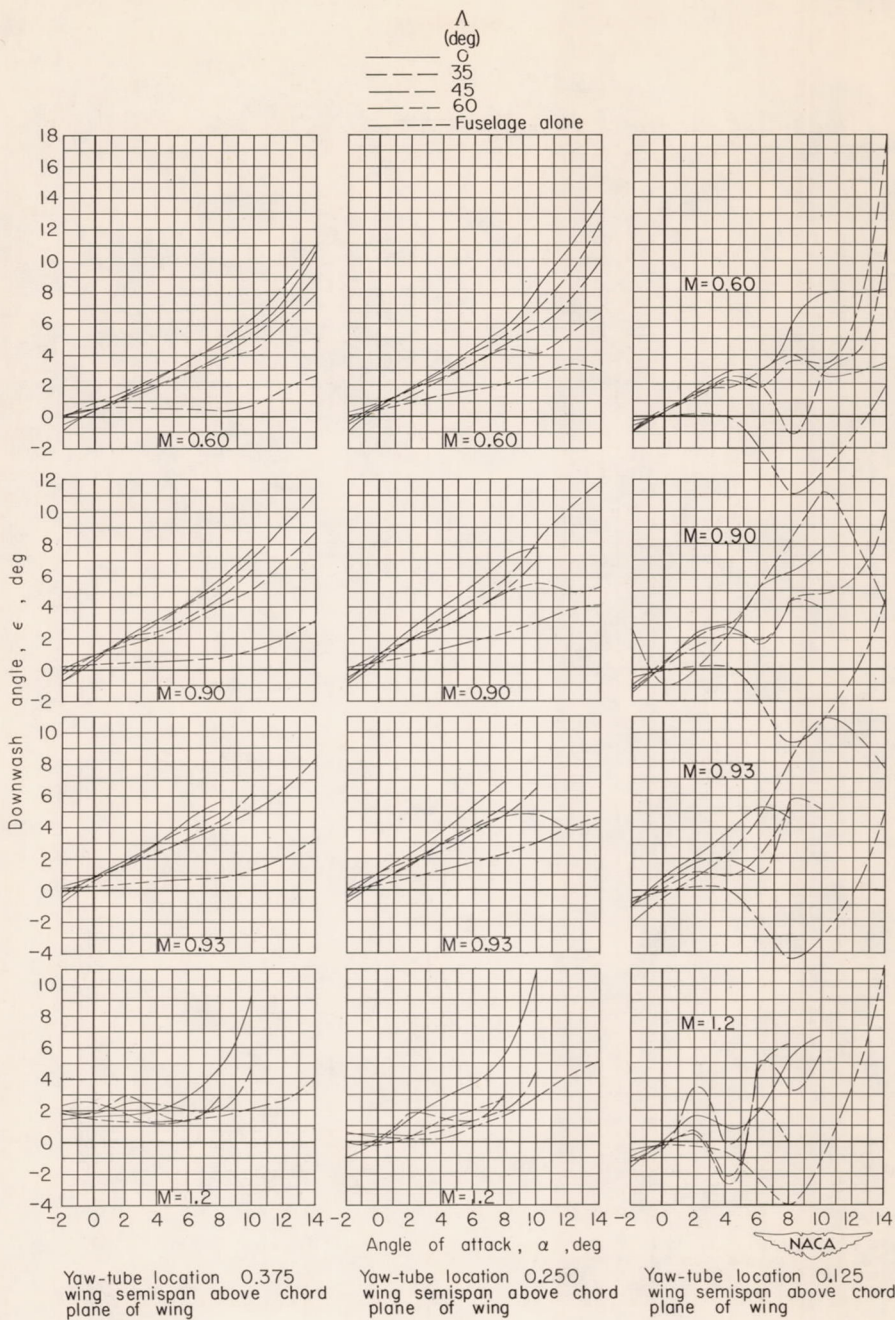 Λ
(deg)
0
35
45
60
Fuselage alone
18
16
14
12
10
8
6
4
2
0
-2
M=0.60
M=0.60
M=0.60
12
10
8
6
4
2
0
-2
M=0.90
M=0.90
M=0.90
10
8
6
4
2
0
-2
-4
M=0.93
M=0.93
M=0.93
10
8
6
4
2
0
-2
-4
M=1.2
M=1.2
M=1.2
Downwash angle, ϵ, deg
-2 0 2 4 6 8 10 12 14
-2 0 2 4 6 8 10 12 14
-2 0 2 4 6 8 10 12 14
Angle of attack, α, deg
NACA
Yaw-tube location 0.375
wing semispan above chord
plane of wing
Yaw-tube location 0.250
wing semispan above chord
plane of wing
Yaw-tube location 0.125
wing semispan above chord
plane of wing